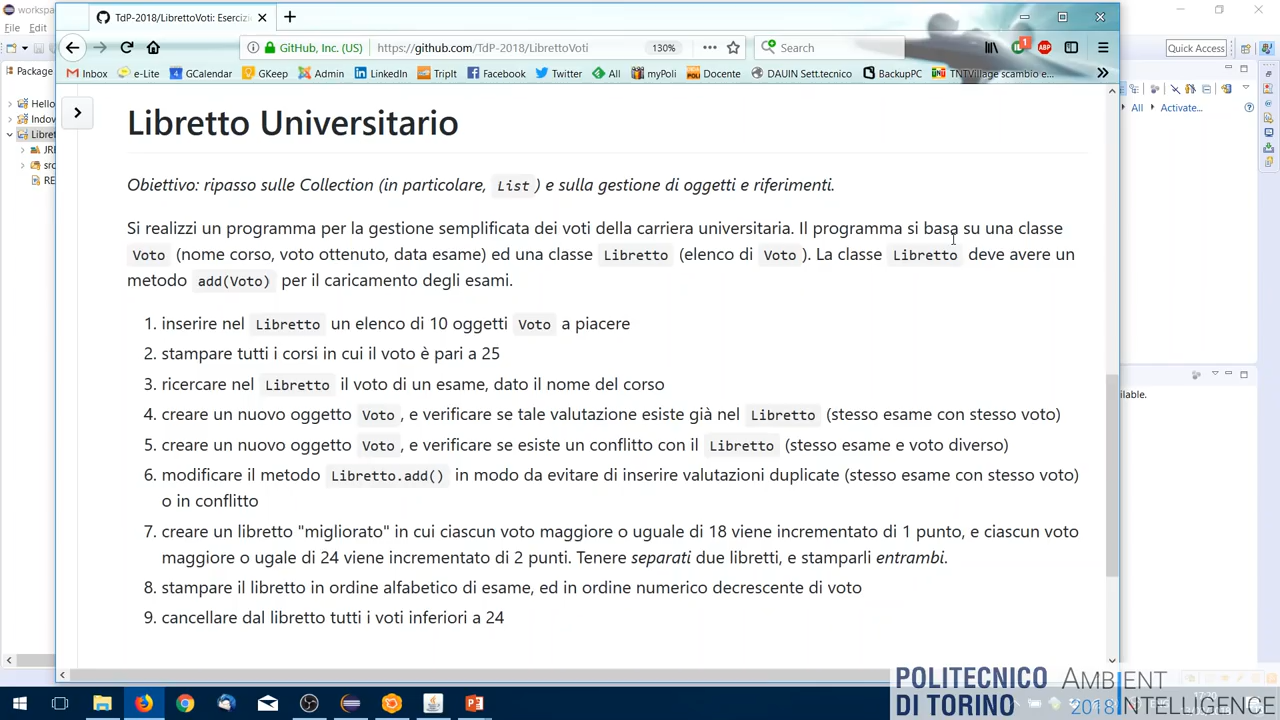 workspa
TdP-2018/LibrettoVoti: Eserciz
File
GitHub, Inc. (US)
https://github.com/TdP-2018/LibrettoVoti
130%
Search
Quick Access
Package
Inbox
e-Lite
GCalendar
GKeep
Admin
LinkedIn
TripIt
Facebook
Twitter
All
myPoli
Docente
DAUIN Sett.tecnico
BackupPC
TNTVillage scambio e...
Hello
Indov
Libret
JRE
src
RE
All
Activate...
Libretto Universitario
Obiettivo: ripasso sulle Collection (in particolare, List ) e sulla gestione di oggetti e riferimenti.
Si realizzi un programma per la gestione semplificata dei voti della carriera universitaria. Il programma si basa su una classe
Voto (nome corso, voto ottenuto, data esame) ed una classe Libretto (elenco di Voto ). La classe Libretto deve avere un
metodo add(Voto) per il caricamento degli esami.
1. inserire nel Libretto un elenco di 10 oggetti Voto a piacere
2. stampare tutti i corsi in cui il voto è pari a 25
3. ricercare nel Libretto il voto di un esame, dato il nome del corso
4. creare un nuovo oggetto Voto , e verificare se tale valutazione esiste già nel Libretto (stesso esame con stesso voto)
5. creare un nuovo oggetto Voto , e verificare se esiste un conflitto con il Libretto (stesso esame e voto diverso)
6. modificare il metodo Libretto.add() in modo da evitare di inserire valutazioni duplicate (stesso esame con stesso voto)
o in conflitto
7. creare un libretto "migliorato" in cui ciascun voto maggiore o uguale di 18 viene incrementato di 1 punto, e ciascun voto
maggiore o ugale di 24 viene incrementato di 2 punti. Tenere separati due libretti, e stamparli entrambi.
8. stampare il libretto in ordine alfabetico di esame, ed in ordine numerico decrescente di voto
9. cancellare dal libretto tutti i voti inferiori a 24
ilable.
POLITECNICO
DI TORINO
AMBIENT
2018 INTELLIGENCE